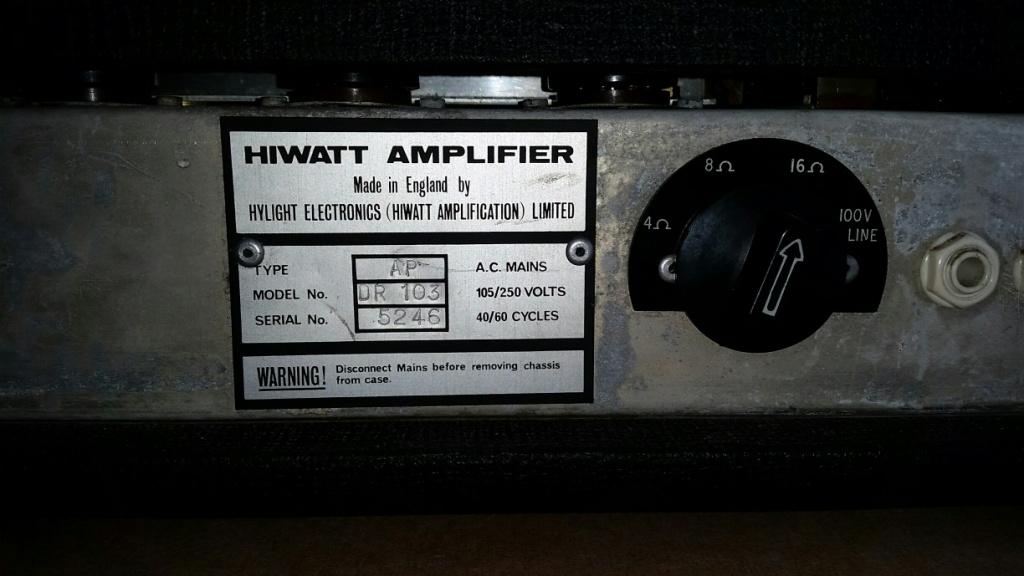 HIWATT AMPLIFIER
Made in England by
HYLIGHT ELECTRONICS (HIWATT AMPLIFICATION) LIMITED
TYPE AP A.C. MAINS
MODEL No. DR 103 105/250 VOLTS
SERIAL No. 5246 40/60 CYCLES
WARNING! Disconnect Mains before removing chassis
from case.
4Ω
8Ω
16Ω
100V
LINE